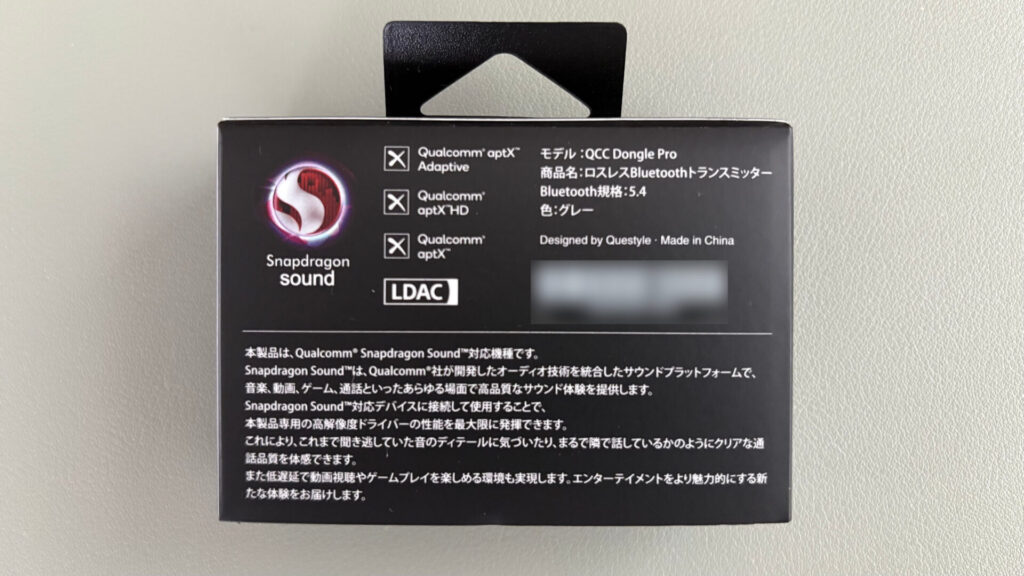 Snapdragon
sound
Qualcomm® aptX™
Adaptive
Qualcomm®
aptX™HD
Qualcomm®
aptX™
LDAC
モデル：QCC Dongle Pro
商品名：ロスレスBluetoothトランスミッター
Bluetooth規格：5.4
色：グレー
Designed by Questyle · Made in China
本製品は、Qualcomm® Snapdragon Sound™対応機種です。
Snapdragon Sound™は、Qualcomm®社が開発したオーディオ技術を統合したサウンドプラットフォームで、
音楽、動画、ゲーム、通話といったあらゆる場面で高品質なサウンド体験を提供します。
Snapdragon Sound™対応デバイスに接続して使用することで、
本製品専用の高解像度ドライバーの性能を最大限に発揮できます。
これにより、これまで聞き逃していた音のディテールに気づいたり、まるで隣で話しているかのようにクリアな通
話品質を体感できます。
また低遅延で動画視聴やゲームプレイを楽しめる環境も実現します。エンターテイメントをより魅力的にする新
たな体験をお届けします。